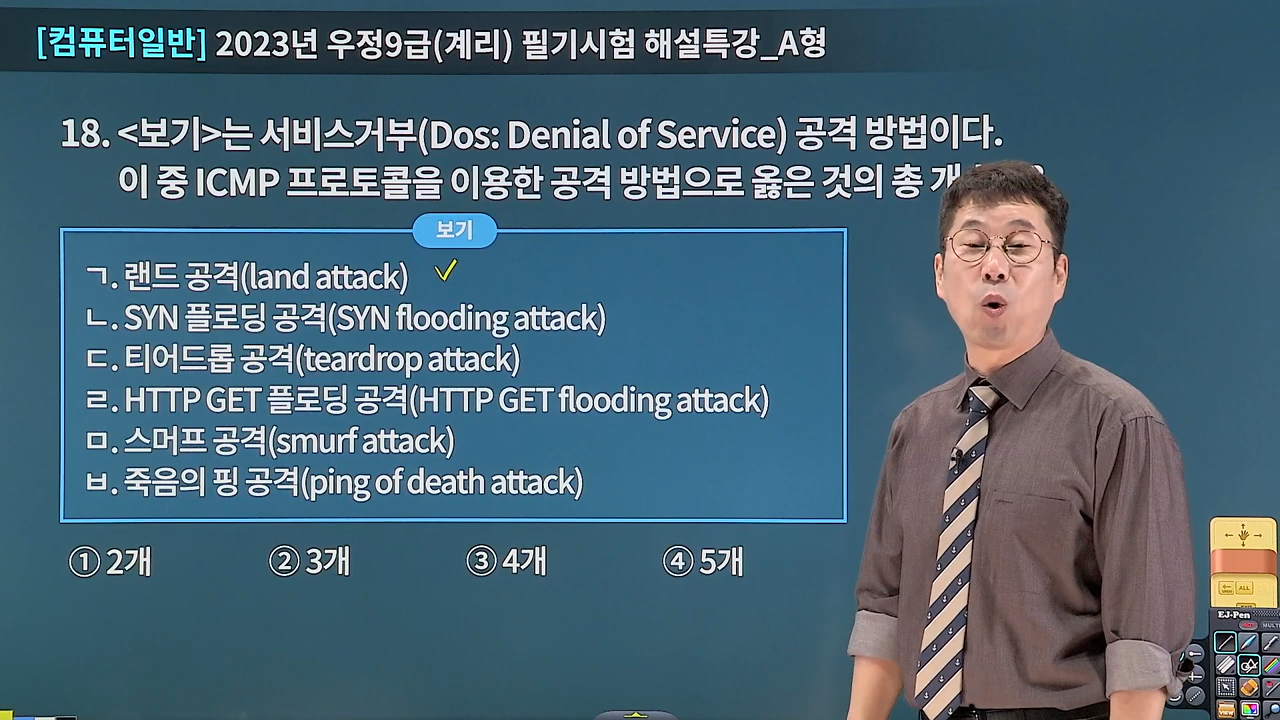 [컴퓨터일반] 2023년 우정9급(계리) 필기시험 해설특강_A형
18. <보기>는 서비스거부(Dos: Denial of Service) 공격 방법이다.
이 중 ICMP 프로토콜을 이용한 공격 방법으로 옳은 것의 총 개
보기
ㄱ. 랜드 공격(land attack)
ㄴ. SYN 플로딩 공격(SYN flooding attack)
ㄷ. 티어드롭 공격(teardrop attack)
ㄹ. HTTP GET 플로딩 공격(HTTP GET flooding attack)
ㅁ. 스머프 공격(smurf attack)
ㅂ. 죽음의 핑 공격(ping of death attack)
① 2개 ② 3개 ③ 4개 ④ 5개
ALL
EJ-Pen
MULTI
VIEW